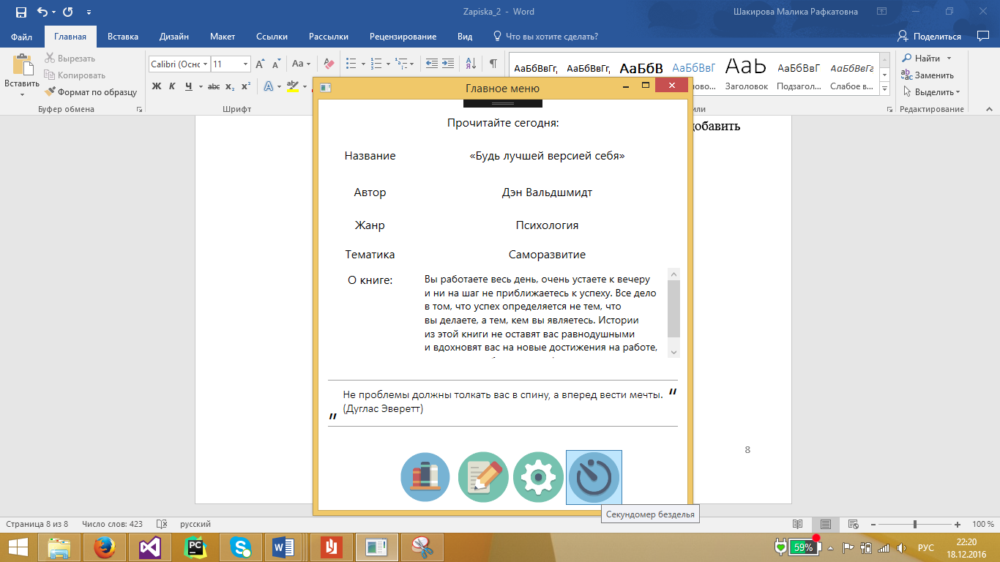 Zapiska_2 - Word
Шакирова Малика Рафкатовна
Файл Главная Вставка Дизайн Макет Ссылки Рассылки Рецензирование Вид Что вы хотите сделать? Поделиться
Вставить
Вырезать
Копировать
Формат по образцу
Буфер обмена
Calibri (Оснс 11
Aa
Ж К Ч abc x₂ x²
Шрифт
АаБбВвГг, АаБбВвГг, АаБбВ АаБбВвГ АаЬ АаБбВвГ АаБбВвГг
Заголовок Подзагол... Слабое в...
Найти
Заменить
Выделить
Редактирование
Главное меню
Прочитайте сегодня:
Название «Будь лучшей версией себя»
Автор Дэн Вальдшмидт
Жанр Психология
Тематика Саморазвитие
О книге: Вы работаете весь день, очень устаете к вечеру
и ни на шаг не приближаетесь к успеху. Все дело
в том, что успех определяется не тем, что
вы делаете, а тем, кем вы являетесь. Истории
из этой книги не оставят вас равнодушными
и вдохновят вас на новые достижения на работе,
Не проблемы должны толкать вас в спину, а вперед вести мечты. "
" (Дуглас Эверетт)
8
Секундомер безделья
Страница 8 из 8 Число слов: 423 русский 100 %
59% РУС 22:20
18.12.2016